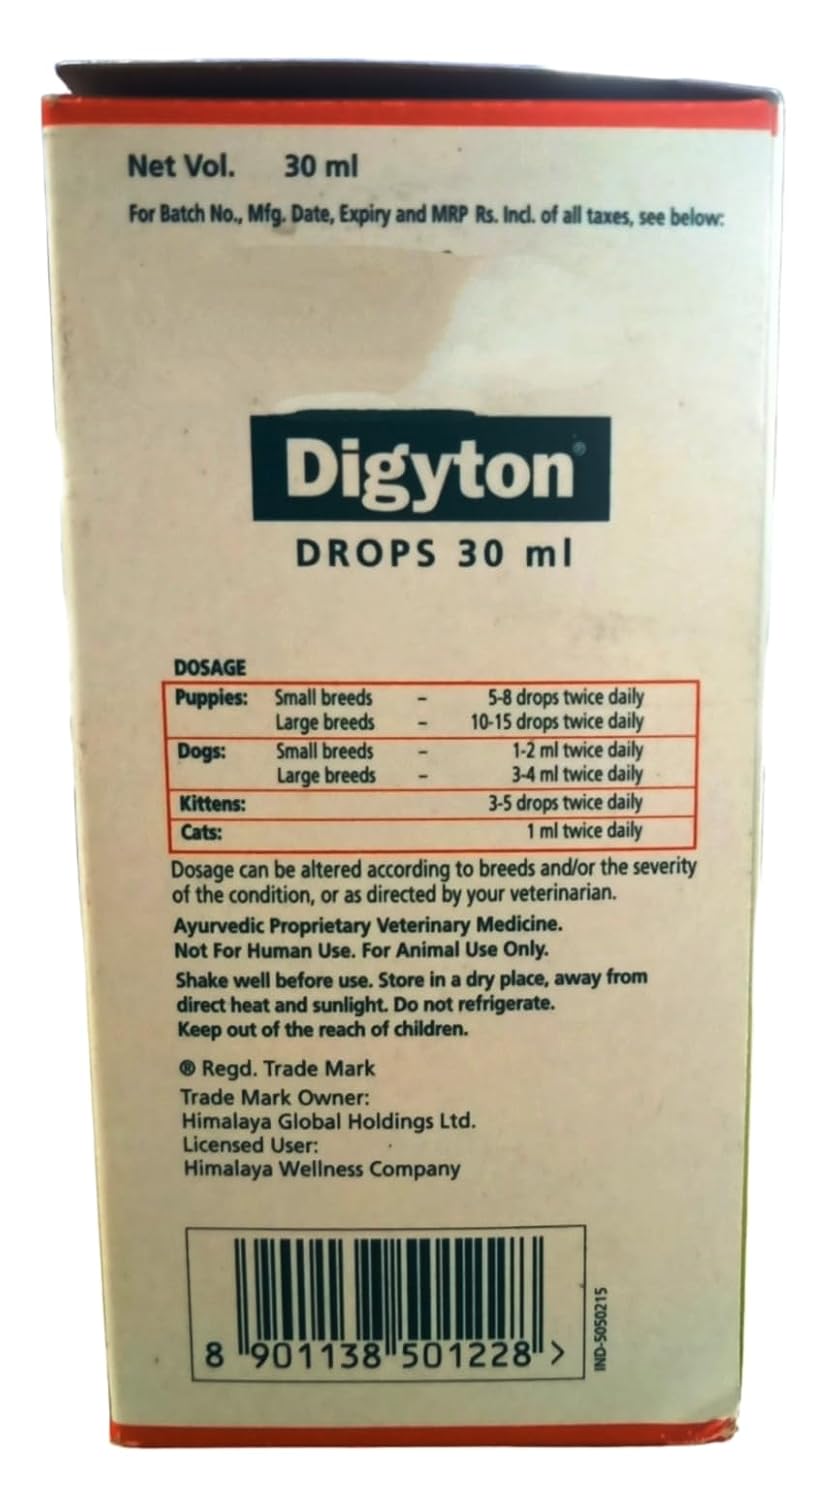 Net Vol. 30 ml
For Batch No., Mfg. Date, Expiry and MRP Rs. Incl. of all taxes, see below:
Digyton®
DROPS 30 ml
DOSAGE
Puppies: Small breeds - 5-8 drops twice daily
Large breeds - 10-15 drops twice daily
Dogs: Small breeds - 1-2 ml twice daily
Large breeds - 3-4 ml twice daily
Kittens: 3-5 drops twice daily
Cats: 1 ml twice daily
Dosage can be altered according to breeds and/or the severity
of the condition, or as directed by your veterinarian.
Ayurvedic Proprietary Veterinary Medicine.
Not For Human Use. For Animal Use Only.
Shake well before use. Store in a dry place, away from
direct heat and sunlight. Do not refrigerate.
Keep out of the reach of children.
® Regd. Trade Mark
Trade Mark Owner:
Himalaya Global Holdings Ltd.
Licensed User:
Himalaya Wellness Company
8 901138 501228 >
IND-5050215